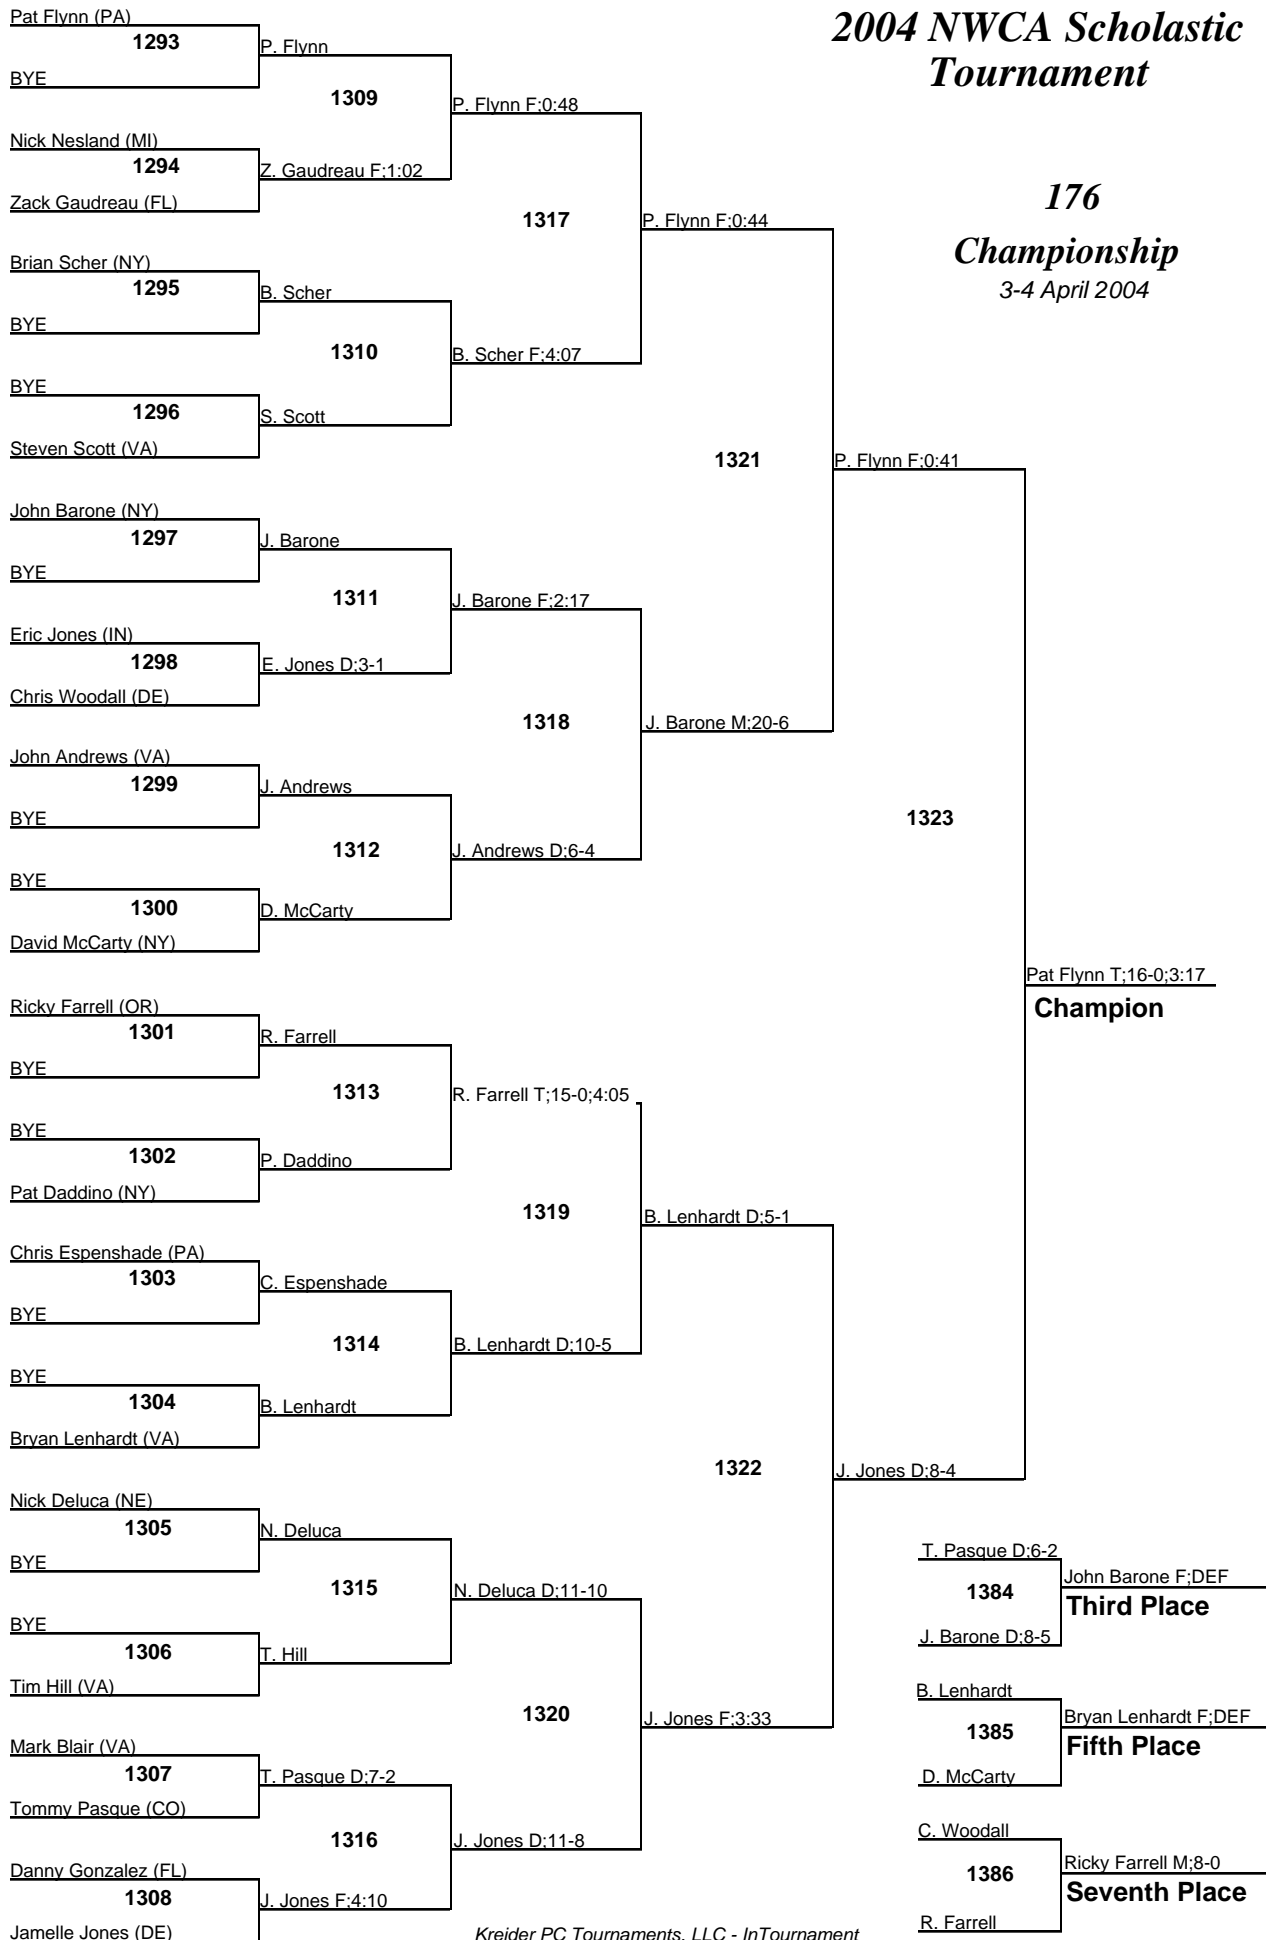 Pat Flynn (PA)
1293
BYE
P. Flynn
1309
Nick Nesland (MI)
1294
Zack Gaudreau (FL)
Z. Gaudreau F;1:02
P. Flynn F;0:48
1317
Brian Scher (NY)
1295
BYE
B. Scher
1310
BYE
1296
Steven Scott (VA)
S. Scott
B. Scher F;4:07
P. Flynn F;0:44
1321
John Barone (NY)
1297
BYE
J. Barone
1311
Eric Jones (IN)
1298
Chris Woodall (DE)
E. Jones D;3-1
J. Barone F;2:17
1318
John Andrews (VA)
1299
BYE
J. Andrews
1312
BYE
1300
David McCarty (NY)
D. McCarty
J. Andrews D;6-4
J. Barone M;20-6
P. Flynn F;0:41
1323
Ricky Farrell (OR)
1301
BYE
R. Farrell
1313
BYE
1302
Pat Daddino (NY)
P. Daddino
R. Farrell T;15-0;4:05
1319
Chris Espenshade (PA)
1303
BYE
C. Espenshade
1314
BYE
1304
Bryan Lenhardt (VA)
B. Lenhardt
B. Lenhardt D;10-5
B. Lenhardt D;5-1
1322
Nick Deluca (NE)
1305
BYE
N. Deluca
1315
BYE
1306
Tim Hill (VA)
T. Hill
N. Deluca D;11-10
1320
Mark Blair (VA)
1307
Tommy Pasque (CO)
T. Pasque D;7-2
1316
Danny Gonzalez (FL)
1308
Jamelle Jones (DE)
J. Jones F;4:10
J. Jones D;11-8
J. Jones F;3:33
J. Jones D;8-4
Pat Flynn T;16-0;3:17
Champion
2004 NWCA Scholastic
Tournament
176
Championship
3-4 April 2004
T. Pasque D;6-2
1384
J. Barone D;8-5
John Barone F;DEF
Third Place
B. Lenhardt
1385
D. McCarty
Bryan Lenhardt F;DEF
Fifth Place
C. Woodall
1386
R. Farrell
Ricky Farrell M;8-0
Seventh Place
Kreider PC Tournaments, LLC - InTournament